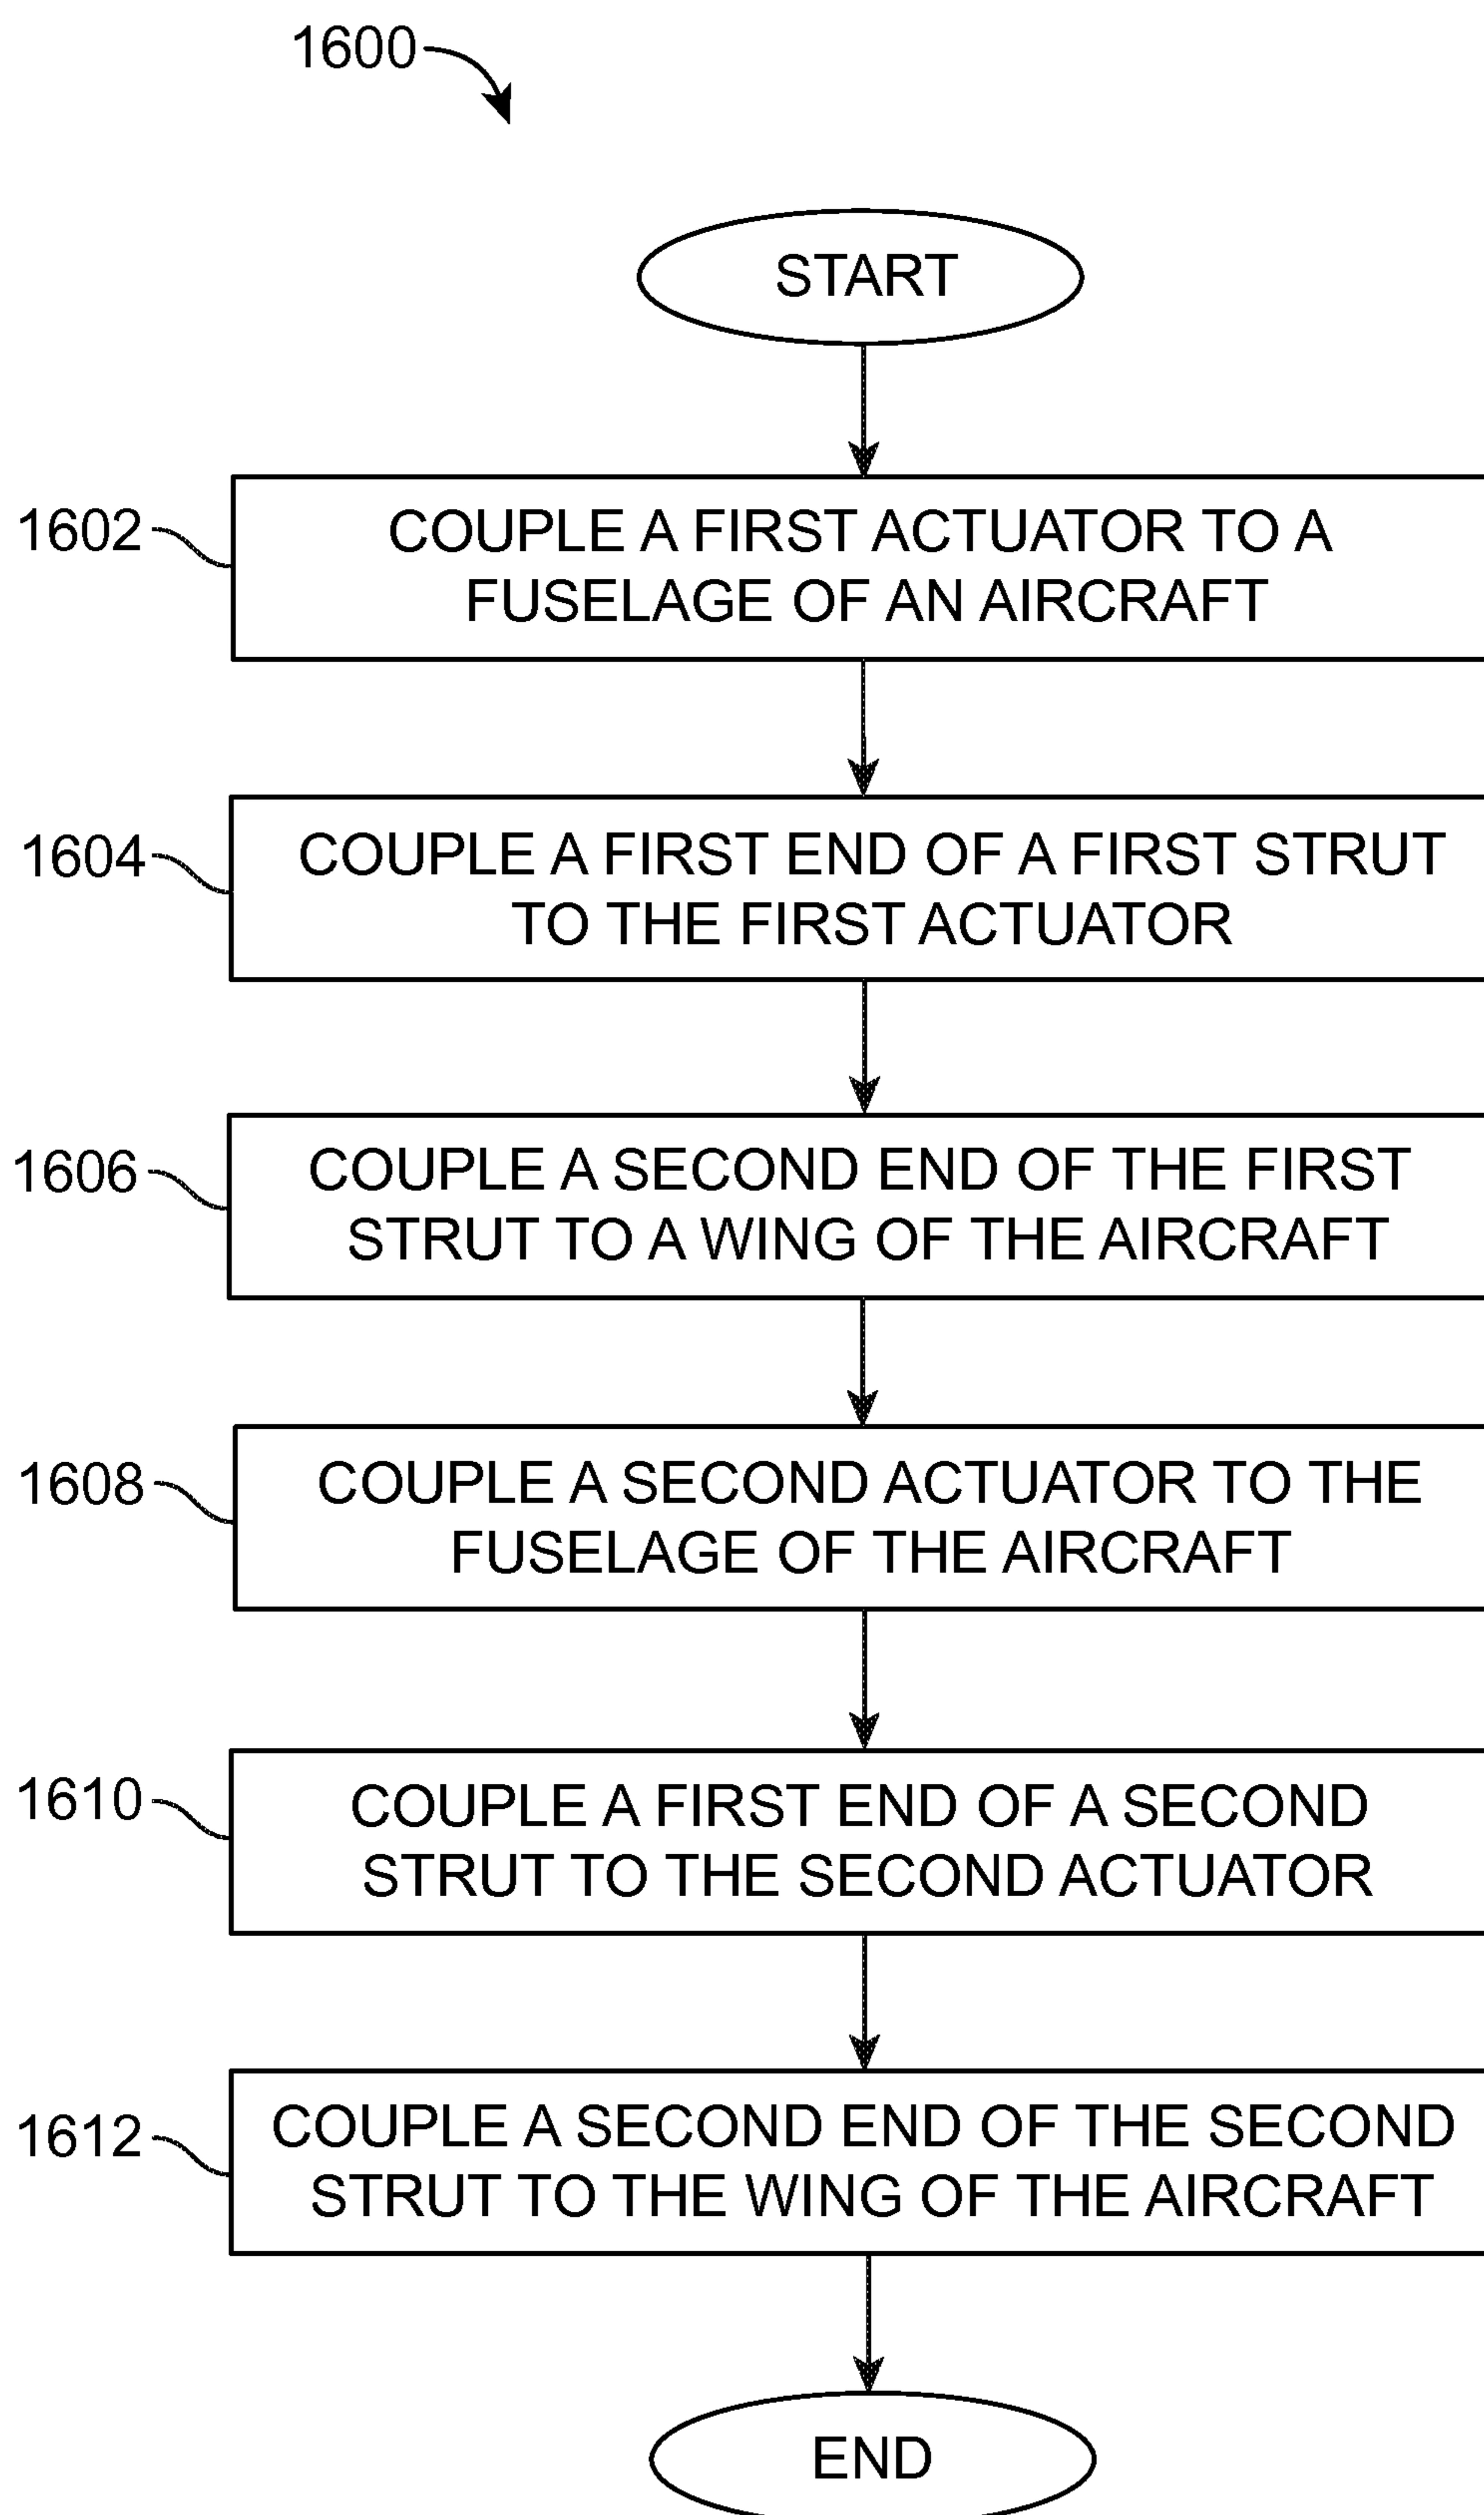 1600
START
1602
COUPLE A FIRST ACTUATOR TO A
FUSELAGE OF AN AIRCRAFT
1604
COUPLE A FIRST END OF A FIRST STRUT
TO THE FIRST ACTUATOR
1606
COUPLE A SECOND END OF THE FIRST
STRUT TO A WING OF THE AIRCRAFT
1608
COUPLE A SECOND ACTUATOR TO THE
FUSELAGE OF THE AIRCRAFT
1610
COUPLE A FIRST END OF A SECOND
STRUT TO THE SECOND ACTUATOR
1612
COUPLE A SECOND END OF THE SECOND
STRUT TO THE WING OF THE AIRCRAFT
END